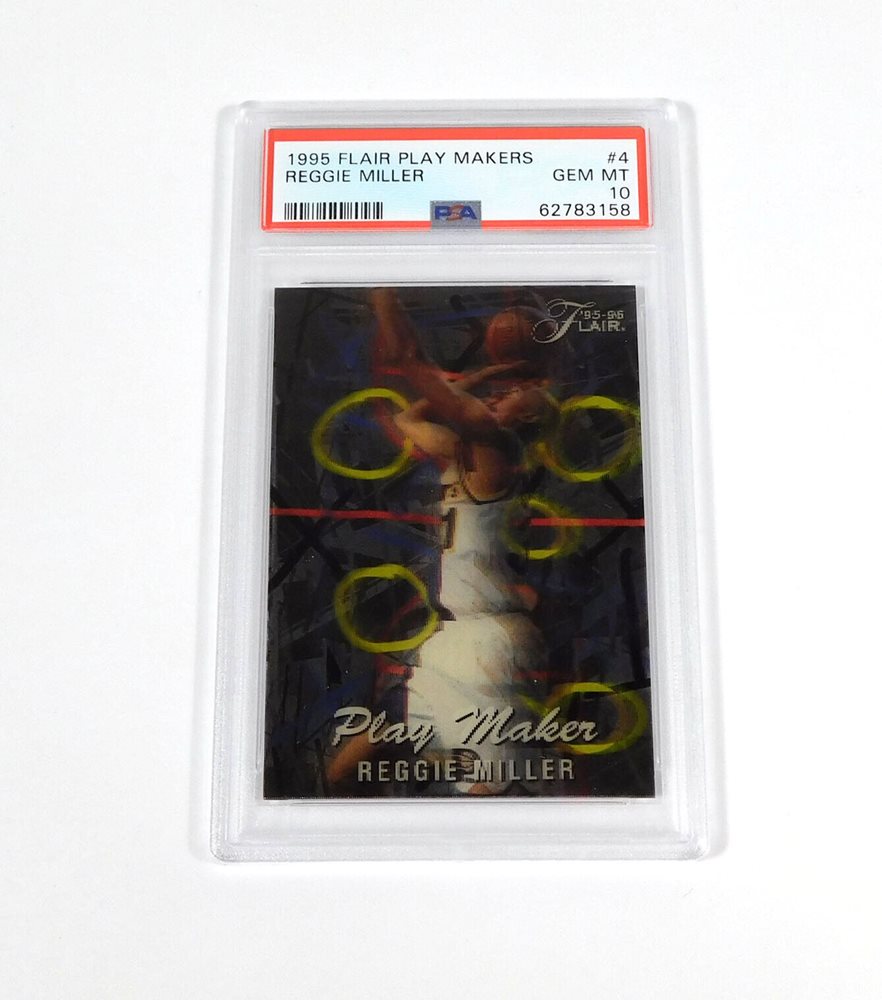 1995 FLAIR PLAY MAKERS #4
REGGIE MILLER GEM MT
10
PSA 62783158
'95-96
FLAIR
1
Play Maker
REGGIE MILLER